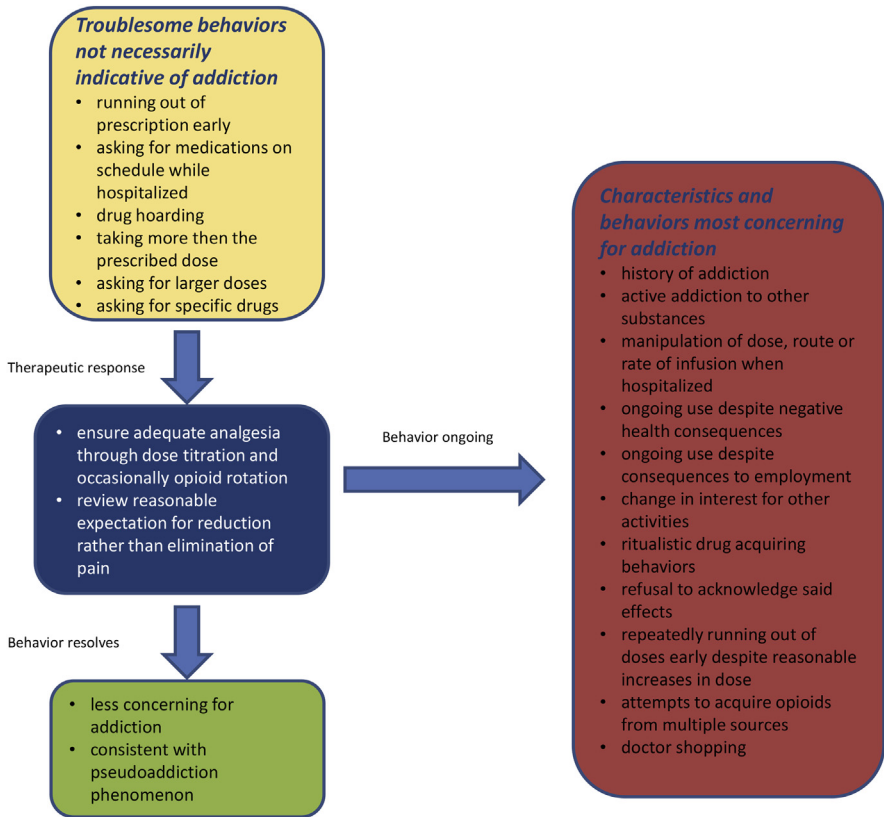 Troublesome behaviors
not necessarily
indicative of addiction
• running out of
prescription early
• asking for medications on
schedule while
hospitalized
• drug hoarding
• taking more then the
prescribed dose
• asking for larger doses
• asking for specific drugs
Therapeutic response
• ensure adequate analgesia
through dose titration and
occasionally opioid rotation
• review reasonable
expectation for reduction
rather than elimination of
pain
Behavior resolves
• less concerning for
addiction
• consistent with
pseudoaddiction
phenomenon
Behavior ongoing
Characteristics and
behaviors most concerning
for addiction
• history of addiction
• active addiction to other
substances
• manipulation of dose, route or
rate of infusion when
hospitalized
• ongoing use despite negative
health consequences
• ongoing use despite
consequences to employment
• change in interest for other
activities
• ritualistic drug acquiring
behaviors
• refusal to acknowledge said
effects
• repeatedly running out of
doses early despite reasonable
increases in dose
• attempts to acquire opioids
from multiple sources
• doctor shopping